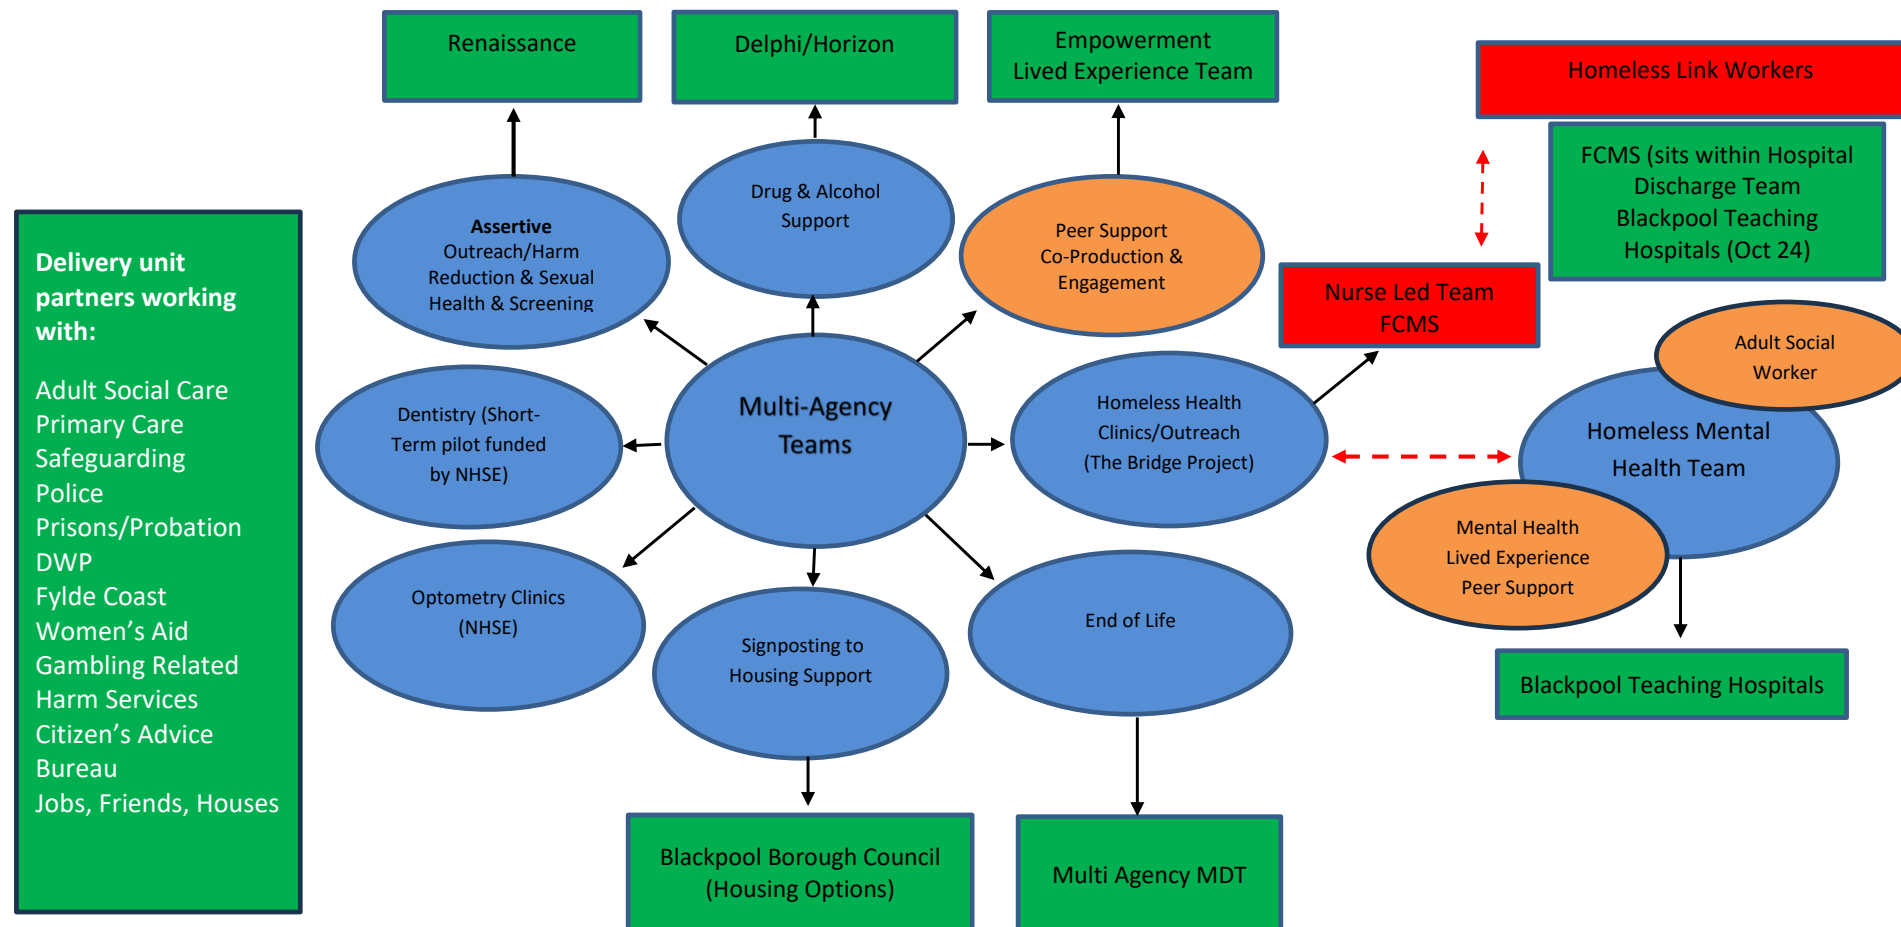 Renaissance
Delphi/Horizon
Empowerment
Lived Experience Team
Homeless Link Workers
FCMS (sits within Hospital
Discharge Team
Blackpool Teaching
Hospitals (Oct 24)
Delivery unit
partners working
with:
Adult Social Care
Primary Care
Safeguarding
Police
Prisons/Probation
DWP
Fylde Coast
Women’s Aid
Gambling Related
Harm Services
Citizen’s Advice
Bureau
Jobs, Friends, Houses
Assertive
Outreach/Harm
Reduction & Sexual
Health & Screening
Drug & Alcohol
Support
Peer Support
Co-Production &
Engagement
Nurse Led Team
FCMS
Adult Social
Worker
Dentistry (Short-
Term pilot funded
by NHSE)
Multi-Agency
Teams
Homeless Health
Clinics/Outreach
(The Bridge Project)
Homeless Mental
Health Team
Mental Health
Lived Experience
Peer Support
Optometry Clinics
(NHSE)
Signposting to
Housing Support
End of Life
Blackpool Teaching Hospitals
Blackpool Borough Council
(Housing Options)
Multi Agency MDT